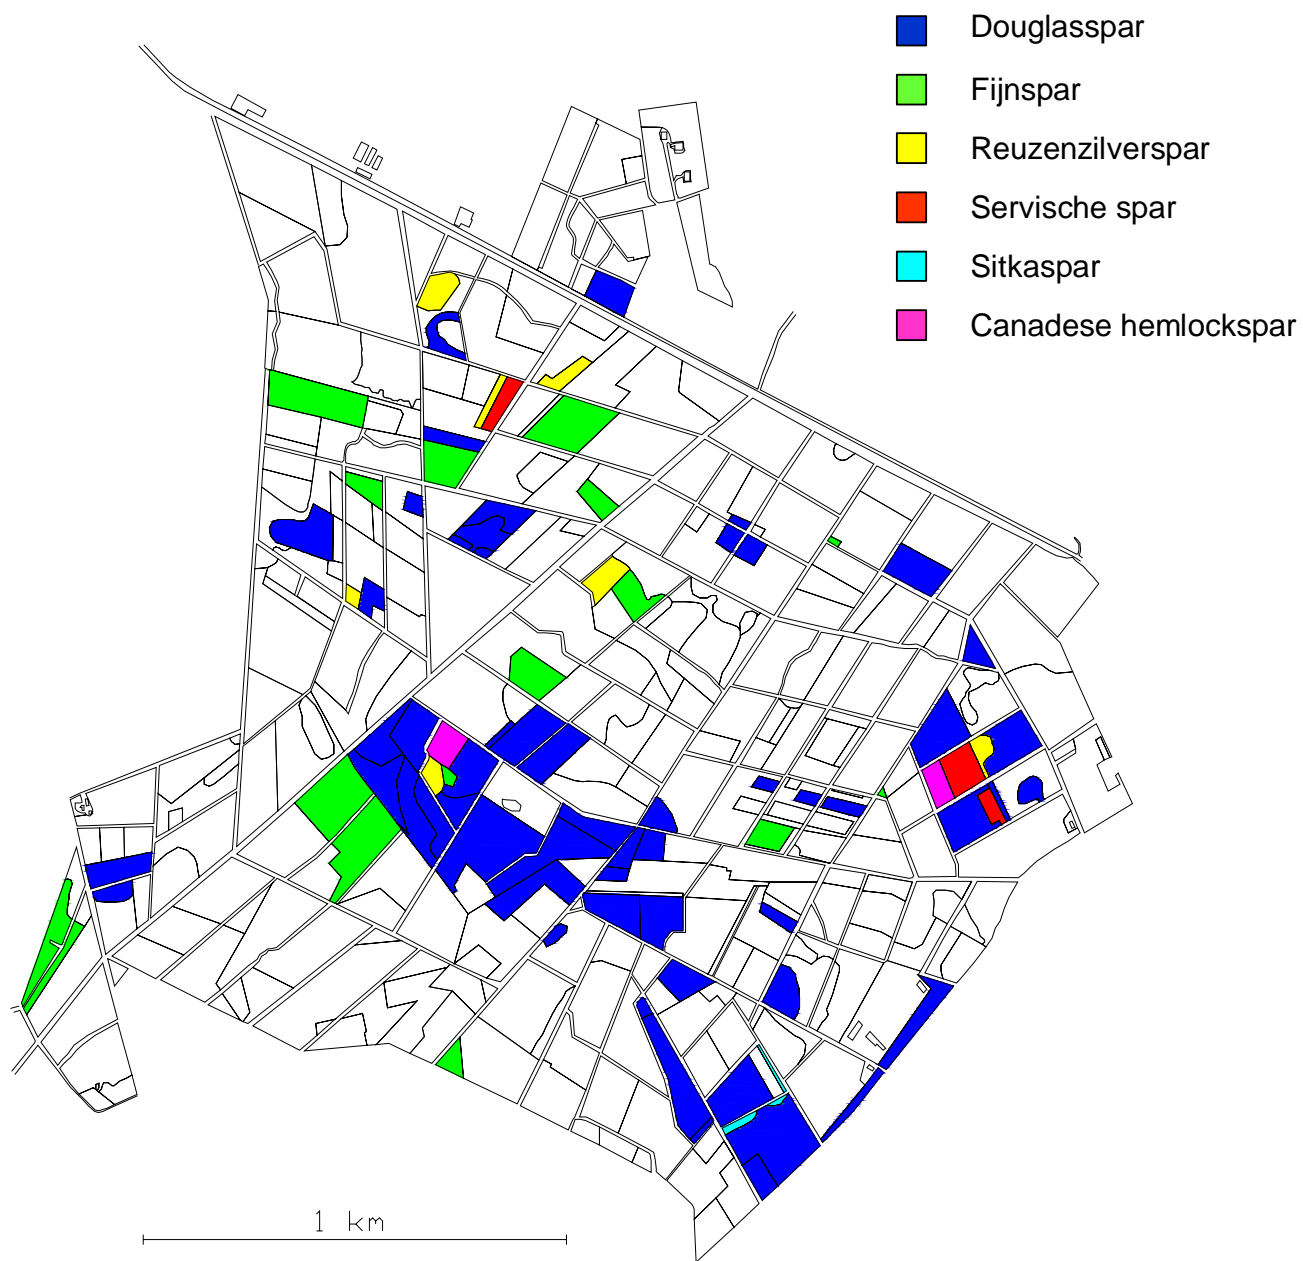 Douglasspar
Fijnspar
Reuzenzilverspar
Servische spar
Sitkaspar
Canadese hemlockspar
1 km